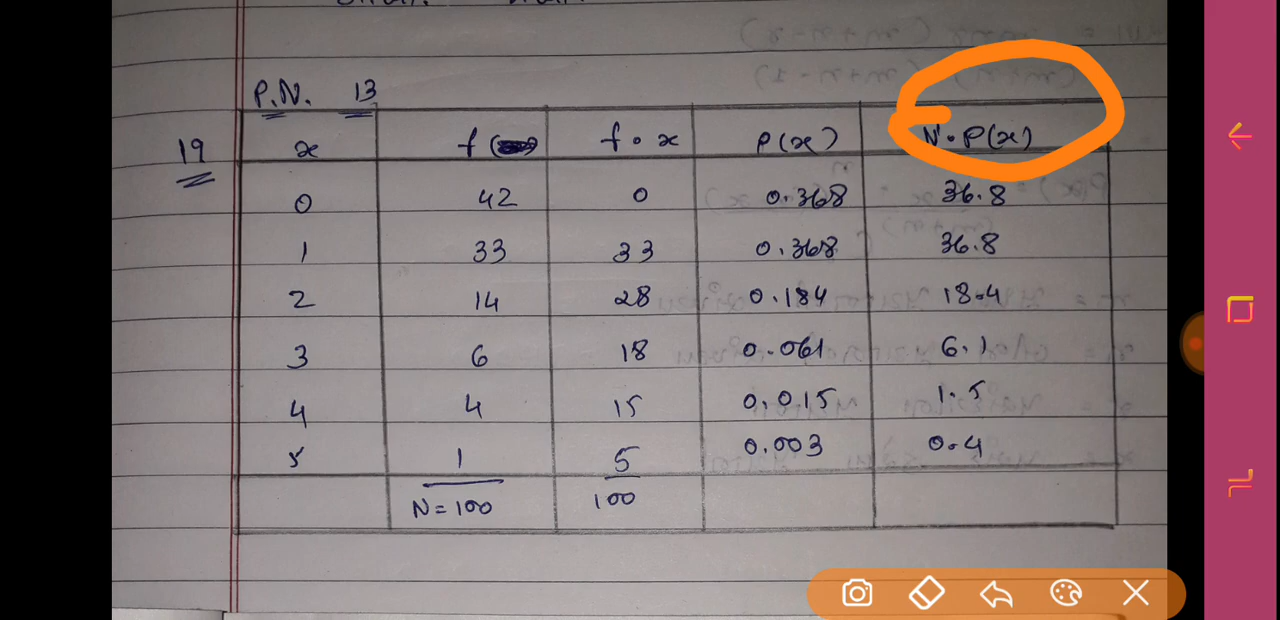 P.N. 13
19
x f f • x P(x) N • P(x)
0 42 0 0.368 36.8
1 33 33 0.368 36.8
2 14 28 0.184 18.4
3 6 18 0.061 6.1
4 4 15 0.015 1.5
5 1 5 0.003 0.4
N = 100 100